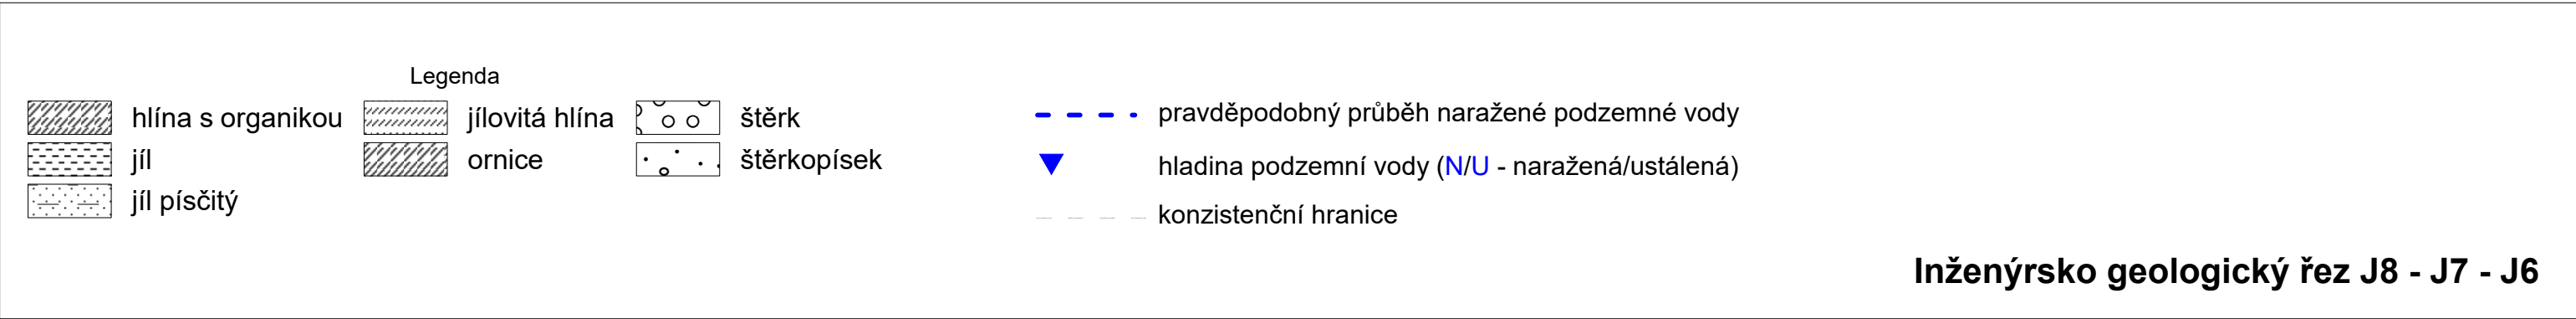 Legenda
hlína s organikou
jíl
jíl písčitý
jílovitá hlína
ornice
štěrk
štěrkopísek
pravděpodobný průběh naražené podzemné vody
hladina podzemní vody (N/U - naražená/ustálená)
konzistenční hranice
Inženýrsko geologický řez J8 - J7 - J6